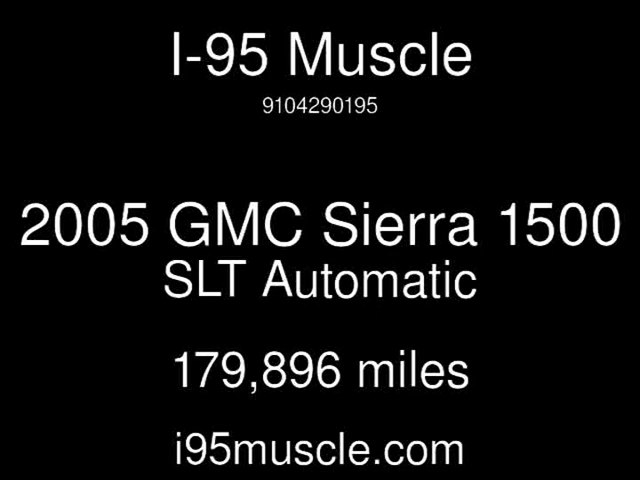 I-95 Muscle
9104290195
2005 GMC Sierra 1500
SLT Automatic
179,896 miles
i95muscle.com